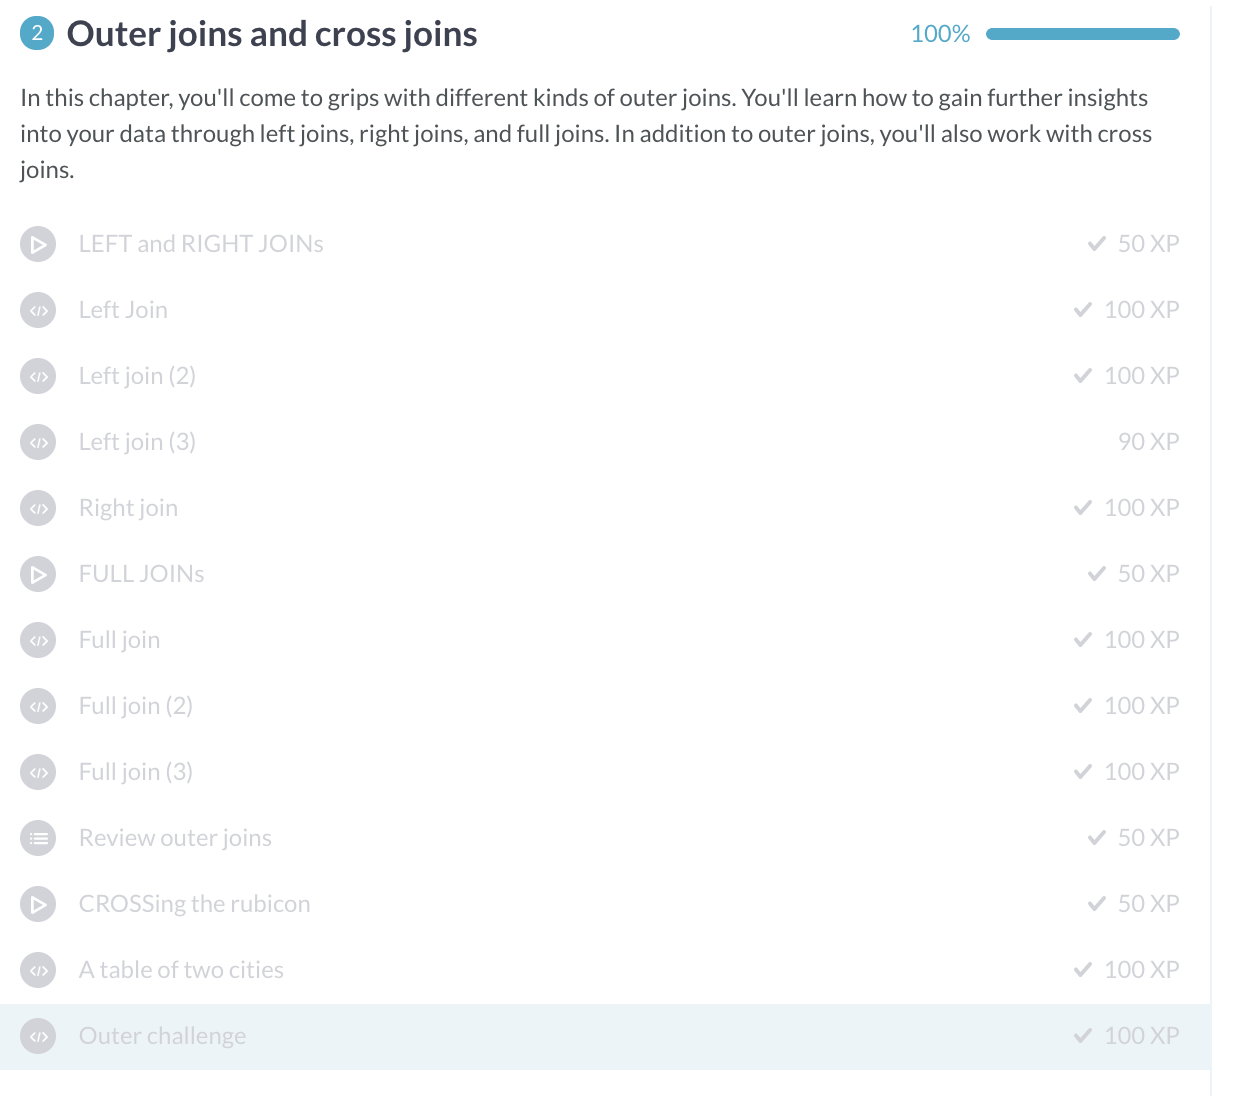 2 Outer joins and cross joins 100%
In this chapter, you'll come to grips with different kinds of outer joins. You'll learn how to gain further insights
into your data through left joins, right joins, and full joins. In addition to outer joins, you'll also work with cross
joins.
LEFT and RIGHT JOINs 50 XP
Left Join 100 XP
Left join (2) 100 XP
Left join (3) 90 XP
Right join 100 XP
FULL JOINs 50 XP
Full join 100 XP
Full join (2) 100 XP
Full join (3) 100 XP
Review outer joins 50 XP
CROSSing the rubicon 50 XP
A table of two cities 100 XP
Outer challenge 100 XP